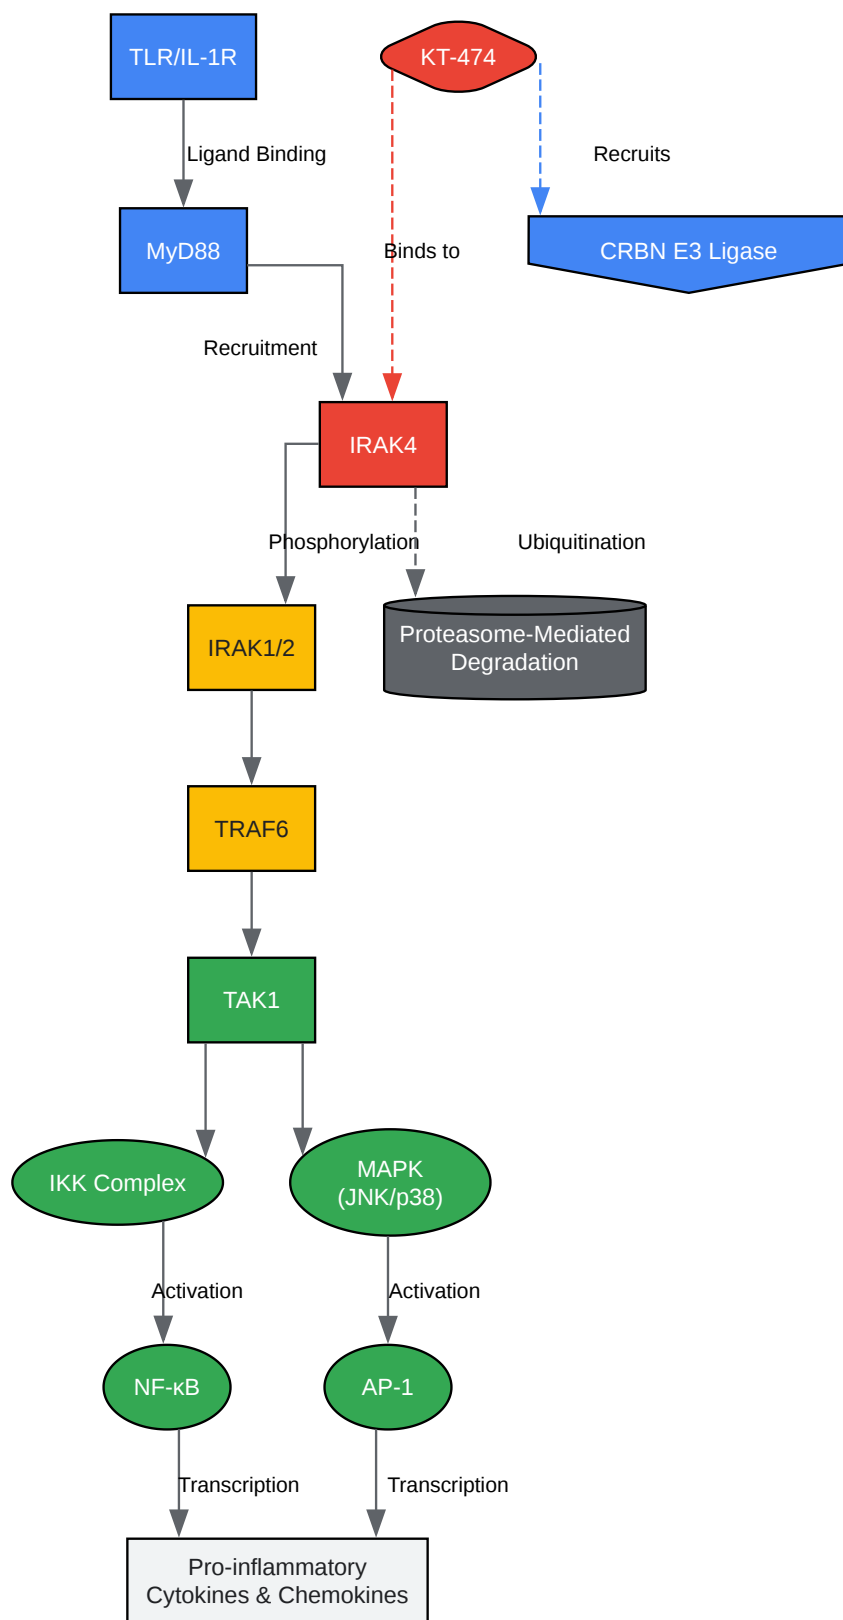 TLR/IL-1R
KT-474
Ligand Binding
Recruits
MyD88
Binds to
CRBN E3 Ligase
Recruitment
IRAK4
Phosphorylation
Ubiquitination
IRAK1/2
Proteasome-Mediated
Degradation
TRAF6
TAK1
IKK Complex
MAPK
(JNK/p38)
Activation
Activation
NF-κB
AP-1
Transcription
Transcription
Pro-inflammatory
Cytokines & Chemokines